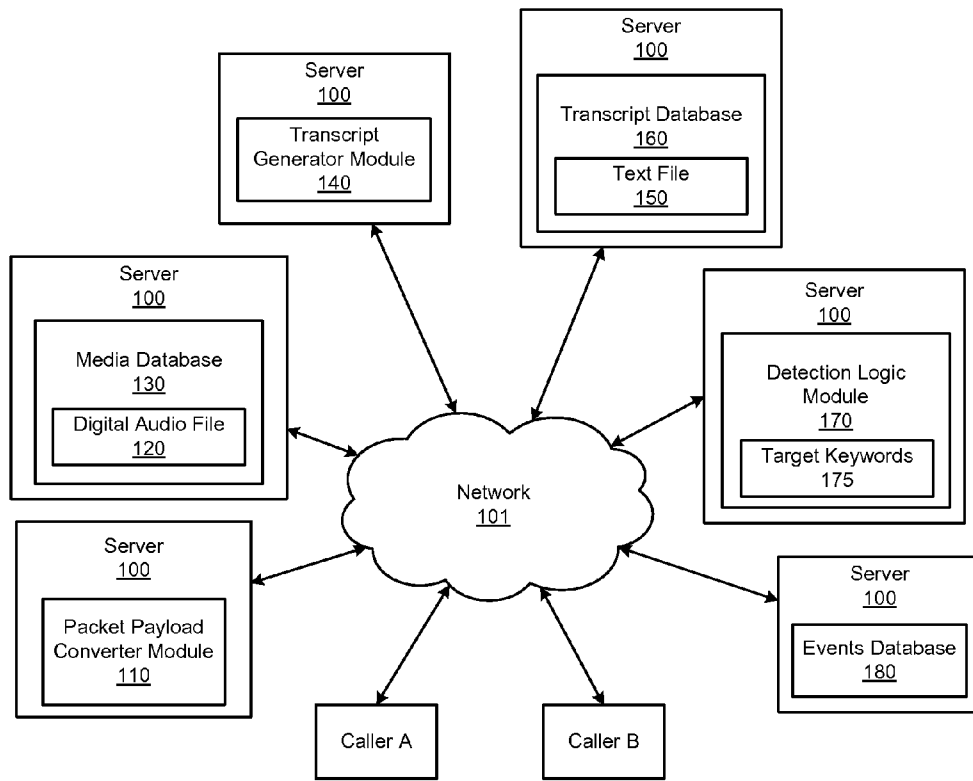 Server
100
Transcript
Generator Module
140
Server
100
Transcript Database
160
Text File
150
Server
100
Media Database
130
Digital Audio File
120
Server
100
Detection Logic
Module
170
Target Keywords
175
Network
101
Server
100
Packet Payload
Converter Module
110
Server
100
Events Database
180
Caller A
Caller B